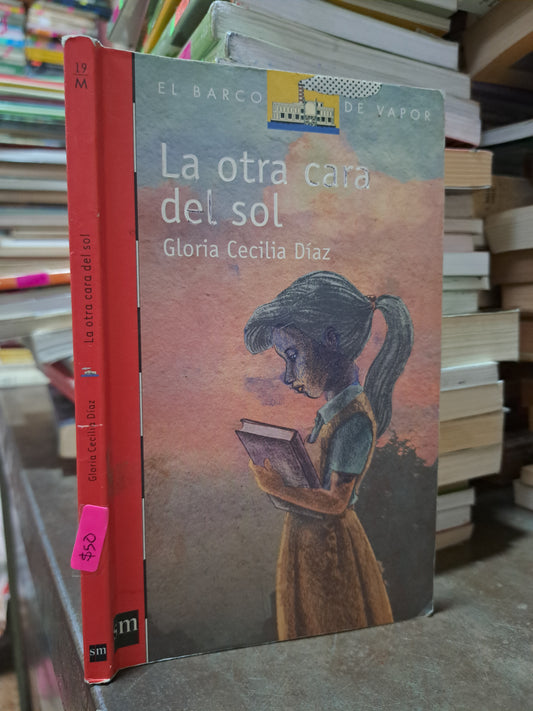 EL BARCO DE VAPOR
La otra cara
del sol
Gloria Cecilia Díaz
19
M
La otra cara del sol
Gloria Cecilia Díaz
$50
sm
sm